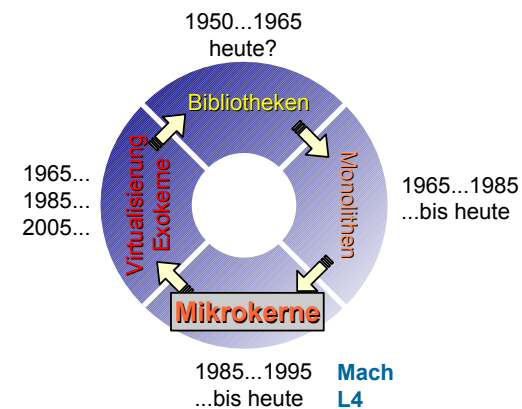 1950...1965
heute?
Bibliotheken
Monolithen
1965...1985
...bis heute
Virtualisierung
Exokerne
1965...
1985...
2005...
Mikrokerne
1985...1995 Mach
...bis heute L4